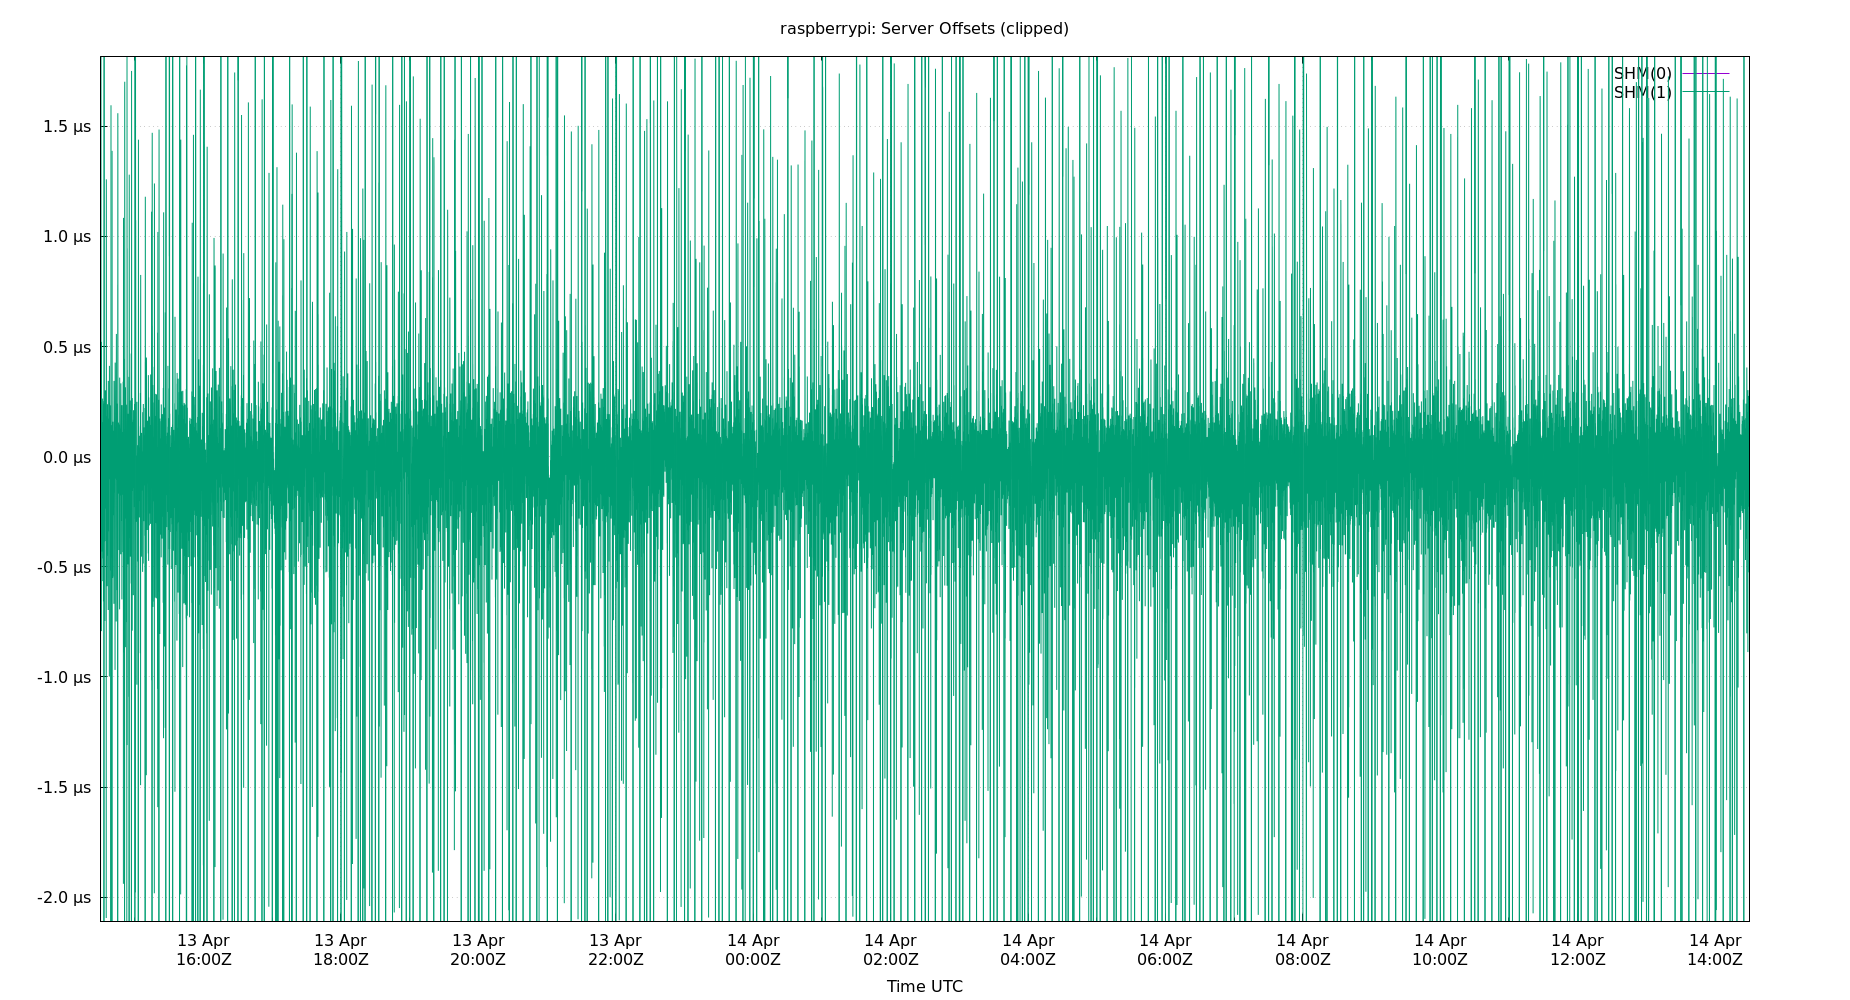 raspberrypi: Server Offsets (clipped)
SHM(0)
SHM(1)
1.5 µs
1.0 µs
0.5 µs
0.0 µs
-0.5 µs
-1.0 µs
-1.5 µs
-2.0 µs
13 Apr 13 Apr 13 Apr 13 Apr 14 Apr 14 Apr 14 Apr 14 Apr 14 Apr 14 Apr 14 Apr 14 Apr
16:00Z 18:00Z 20:00Z 22:00Z 00:00Z 02:00Z 04:00Z 06:00Z 08:00Z 10:00Z 12:00Z 14:00Z
Time UTC